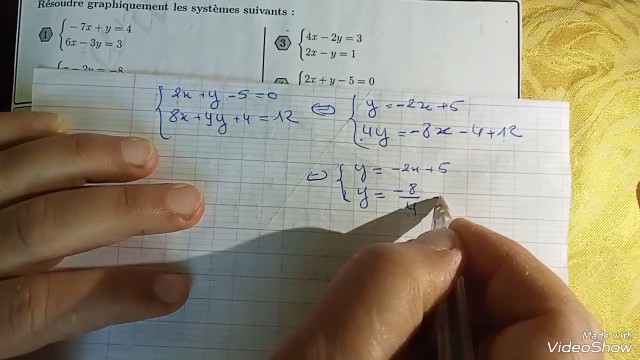 Résoudre graphiquement les systèmes suivants :
1 { -7x + y = 4
6x - 3y = 3
3 { 4x - 2y = 3
2x - y = 1
{ 2x + y - 5 = 0
{ 2x + y - 5 = 0 ⇔ { y = -2x + 5
8x + 4y + 4 = 12 4y = -8x - 4 + 12
⇔ { y = -2x + 5
y = -8/4
Made With
VideoShow